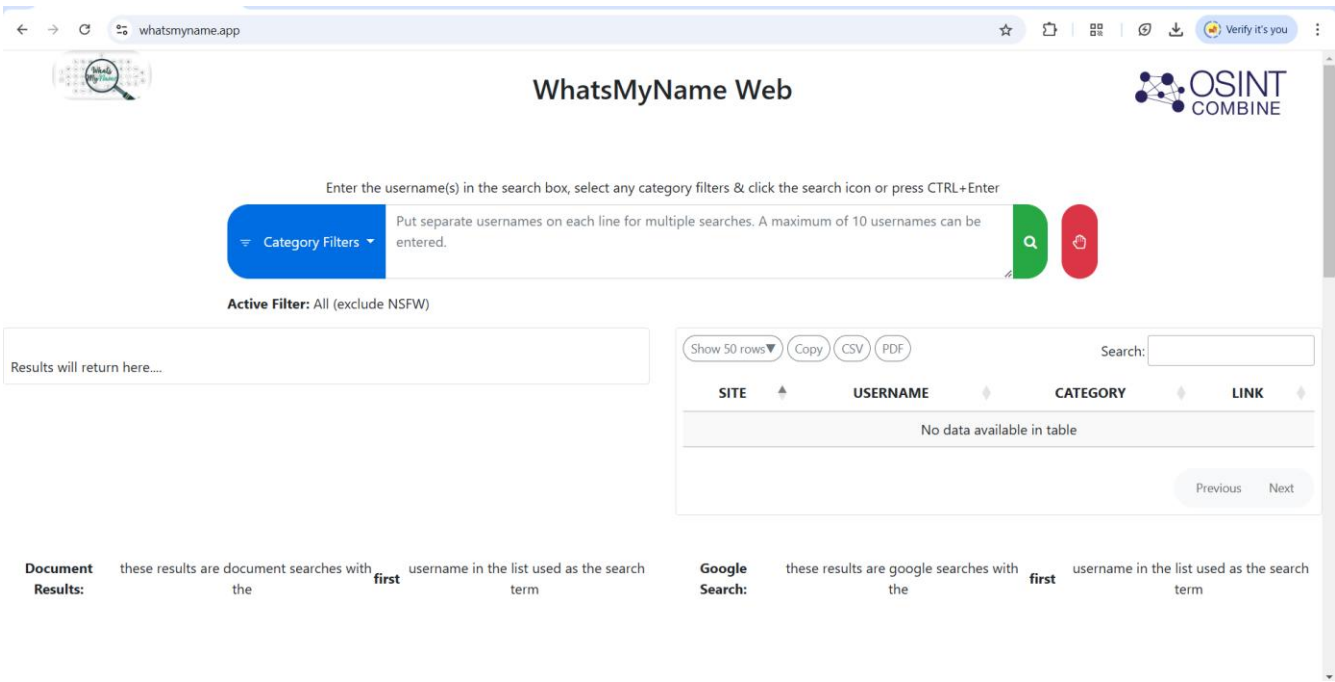 whatsmyname.app
Verify it's you
Whats
MyName
WhatsMyName Web
OSINT
COMBINE
Enter the username(s) in the search box, select any category filters & click the search icon or press CTRL+Enter
Category Filters
Put separate usernames on each line for multiple searches. A maximum of 10 usernames can be
entered.
Active Filter: All (exclude NSFW)
Results will return here....
Show 50 rows▼ Copy CSV PDF Search:
SITE USERNAME CATEGORY LINK
No data available in table
Previous Next
Document Results: these results are document searches with the first username in the list used as the search term
Google Search: these results are google searches with the first username in the list used as the search term